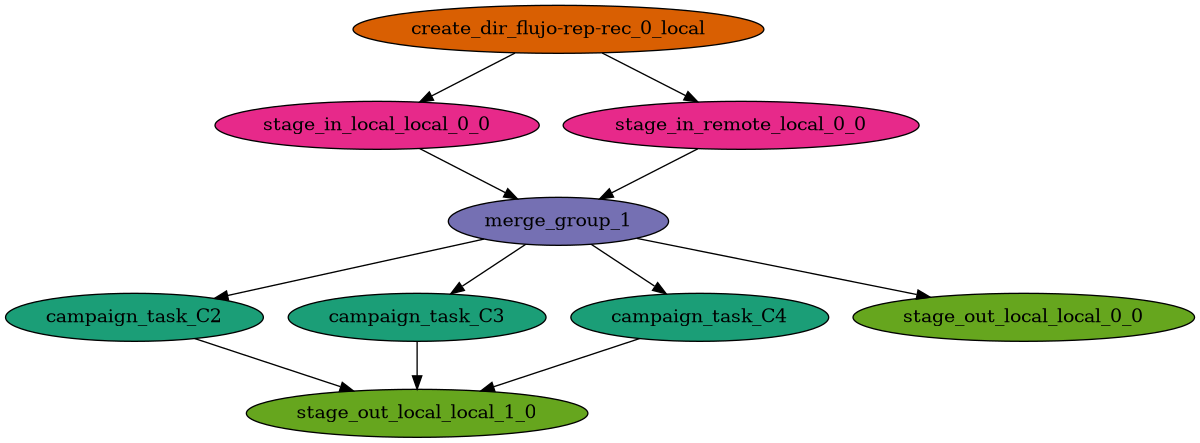 create_dir_flujo-rep-rec_0_local
stage_in_local_local_0_0
stage_in_remote_local_0_0
merge_group_1
campaign_task_C2
campaign_task_C3
campaign_task_C4
stage_out_local_local_0_0
stage_out_local_local_1_0